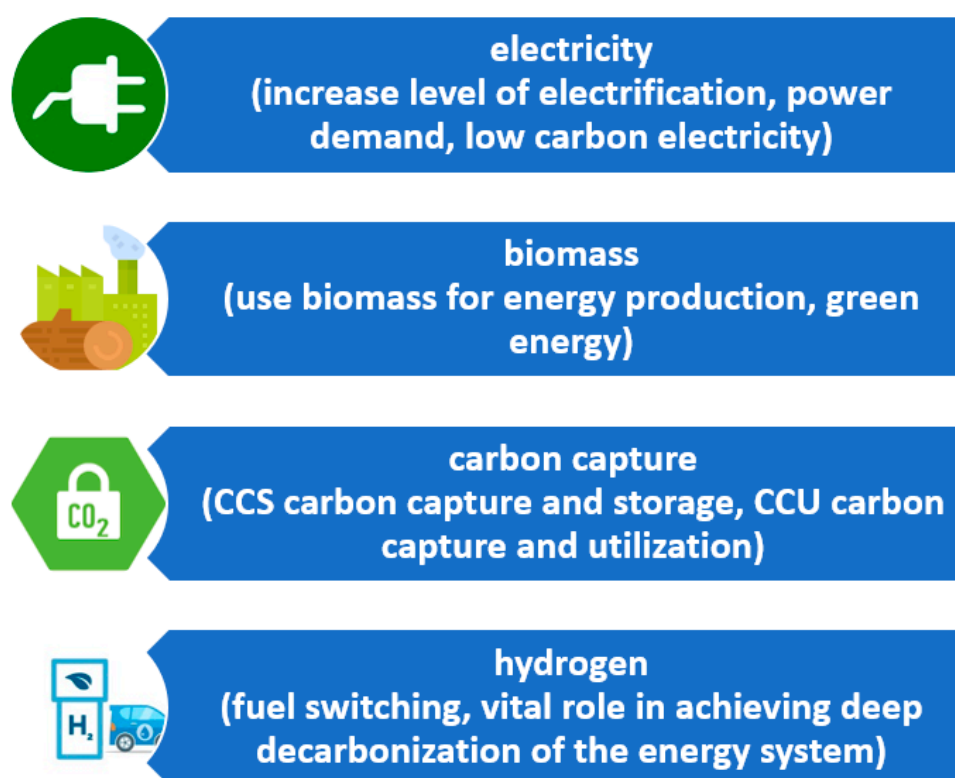 electricity
(increase level of electrification, power
demand, low carbon electricity)
biomass
(use biomass for energy production, green
energy)
CO₂
carbon capture
(CCS carbon capture and storage, CCU carbon
capture and utilization)
H₂
hydrogen
(fuel switching, vital role in achieving deep
decarbonization of the energy system)